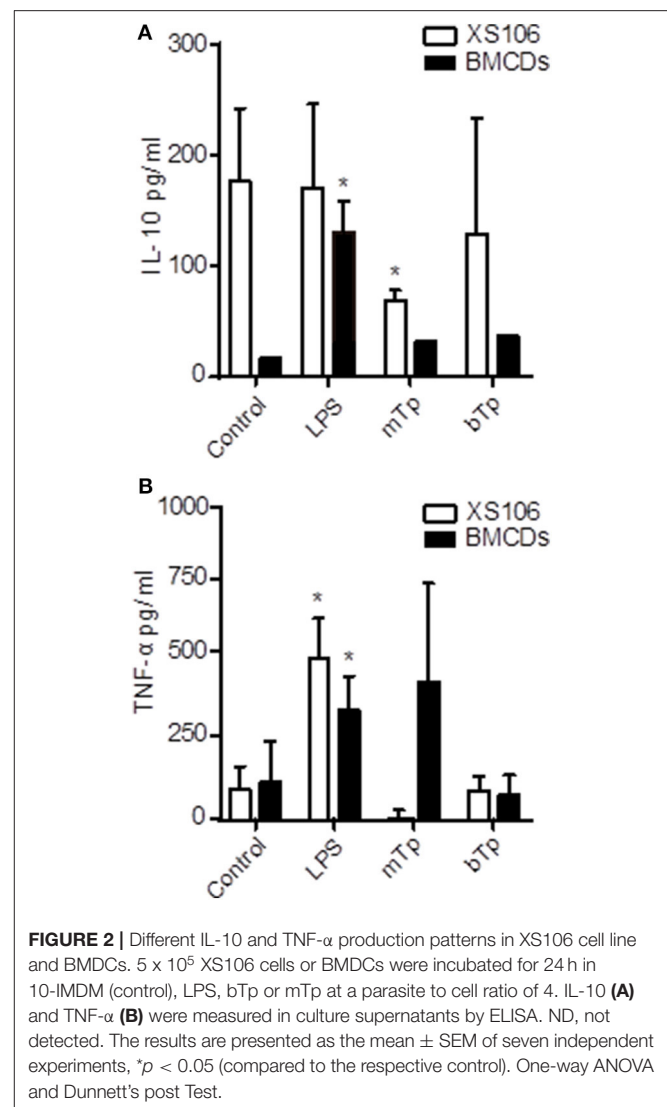 A
300
200
100
0
IL-10 pg/ml
XS106
BMCDs
*
*
Control
LPS
mTp
bTp
B
1000
750
500
250
0
TNF-α pg/ml
XS106
BMCDs
*
*
Control
LPS
mTp
bTp
FIGURE 2 | Different IL-10 and TNF-α production patterns in XS106 cell line
and BMDCs. 5 x 10⁵ XS106 cells or BMDCs were incubated for 24 h in
10-IMDM (control), LPS, bTp or mTp at a parasite to cell ratio of 4. IL-10 (A)
and TNF-α (B) were measured in culture supernatants by ELISA. ND, not
detected. The results are presented as the mean ± SEM of seven independent
experiments, *p < 0.05 (compared to the respective control). One-way ANOVA
and Dunnett's post Test.